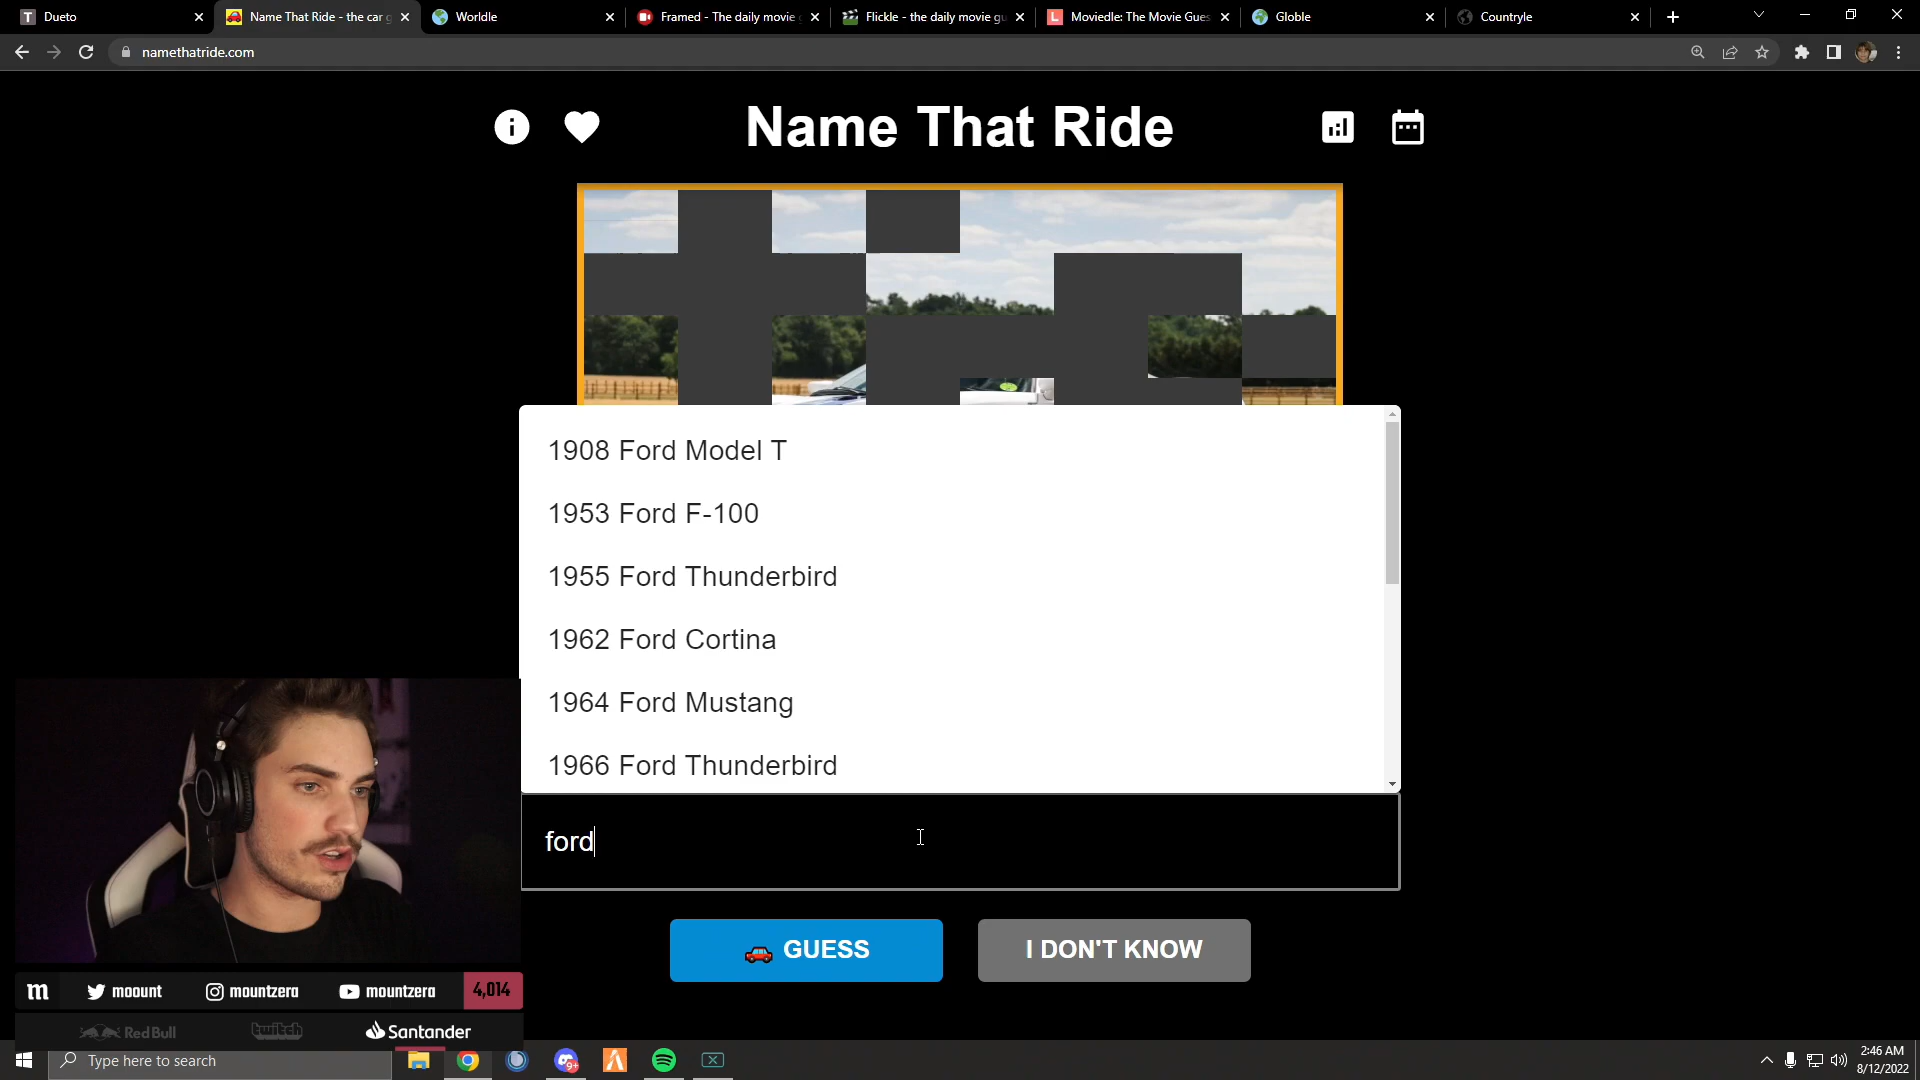 Dueto
Name That Ride - the car g
Worldle
Framed - The daily movie
Flickle - the daily movie gu
Moviedle: The Movie Gues
Globle
Countryle
namethatride.com
Name That Ride
1908 Ford Model T
1953 Ford F-100
1955 Ford Thunderbird
1962 Ford Cortina
1964 Ford Mustang
1966 Ford Thunderbird
ford
GUESS
I DON'T KNOW
m
moount
mountzera
mountzera
4,014
Red Bull
twitch
Santander
Type here to search
9+
2:46 AM
8/12/2022